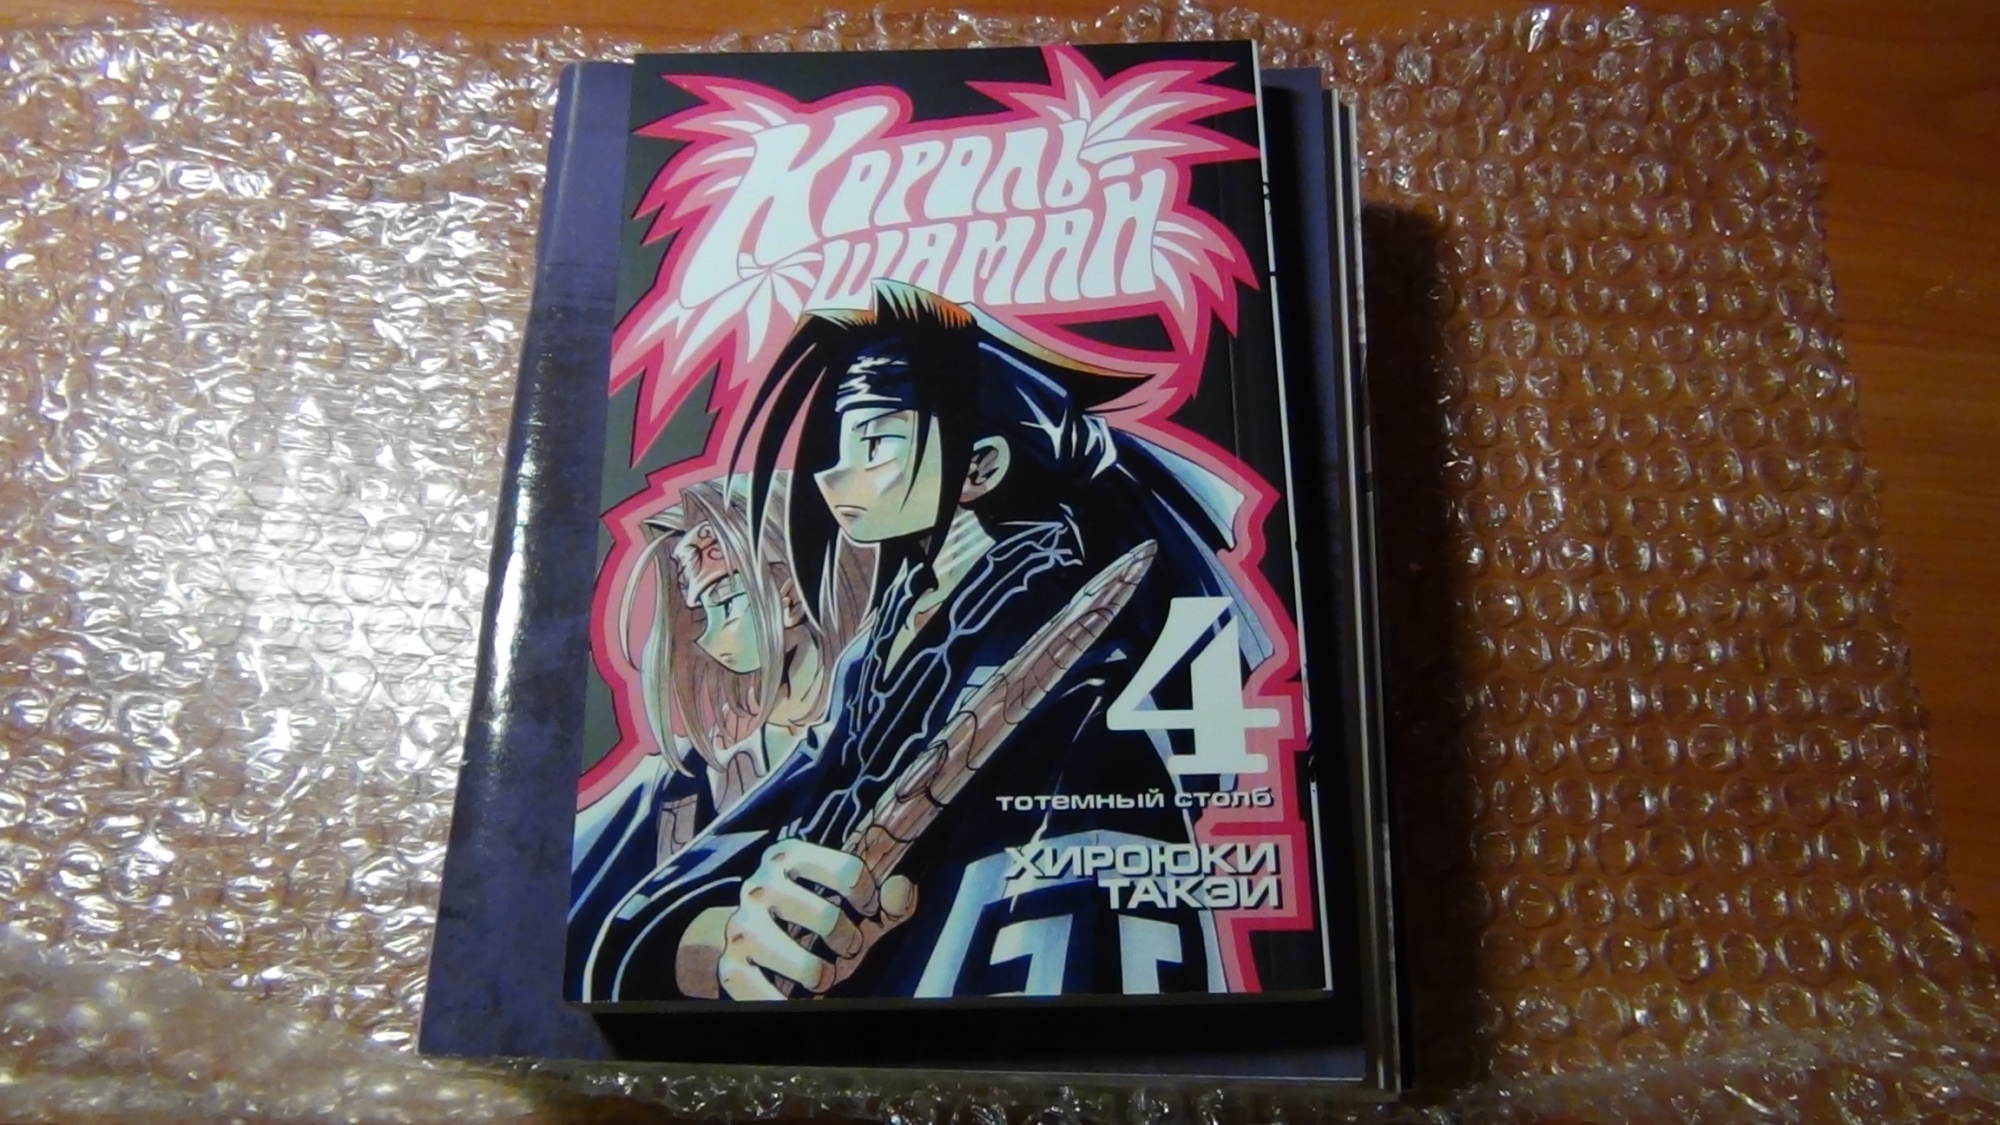 Король
шаман
4
тотемный столб
ХИРОЮКИ
ТАКЭИ